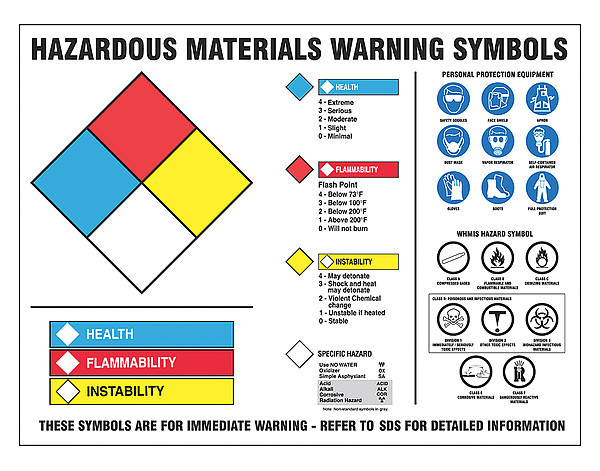 HAZARDOUS MATERIALS WARNING SYMBOLS
HEALTH
4 - Extreme
3 - Serious
2 - Moderate
1 - Slight
0 - Minimal
FLAMMABILITY
Flash Point
4 - Below 73°F
3 - Below 100°F
2 - Below 200°F
1 - Above 200°F
0 - Will not burn
INSTABILITY
4 - May detonate
3 - Shock and heat
may detonate
2 - Violent Chemical
change
1 - Unstable if heated
0 - Stable
SPECIFIC HAZARD
Use NO WATER W
Oxidizer OX
Simple Asphyxiant SA
Acid ACID
Alkali ALK
Corrosive COR
Radiation Hazard
Note: Non-standard symbols in gray.
HEALTH
FLAMMABILITY
INSTABILITY
PERSONAL PROTECTION EQUIPMENT
SAFETY GOGGLES
FACE SHIELD
APRON
DUST MASK
VAPOR RESPIRATOR
SELF-CONTAINED
AIR RESPIRATOR
GLOVES
BOOTS
FULL PROTECTION
SUIT
WHMIS HAZARD SYMBOL
CLASS A
COMPRESSED GASES
CLASS B
FLAMMABLE AND
COMBUSTIBLE MATERIALS
CLASS C
OXIDIZING MATERIALS
CLASS D: POISONOUS AND INFECTIOUS MATERIALS
DIVISION 1
IMMEDIATE / SERIOUSLY
TOXIC EFFECTS
DIVISION 2
OTHER TOXIC EFFECTS
DIVISION 3
BIOHAZARD INFECTIOUS
MATERIALS
CLASS E
CORROSIVE MATERIALS
CLASS F
DANGEROUSLY REACTIVE
MATERIALS
THESE SYMBOLS ARE FOR IMMEDIATE WARNING - REFER TO SDS FOR DETAILED INFORMATION